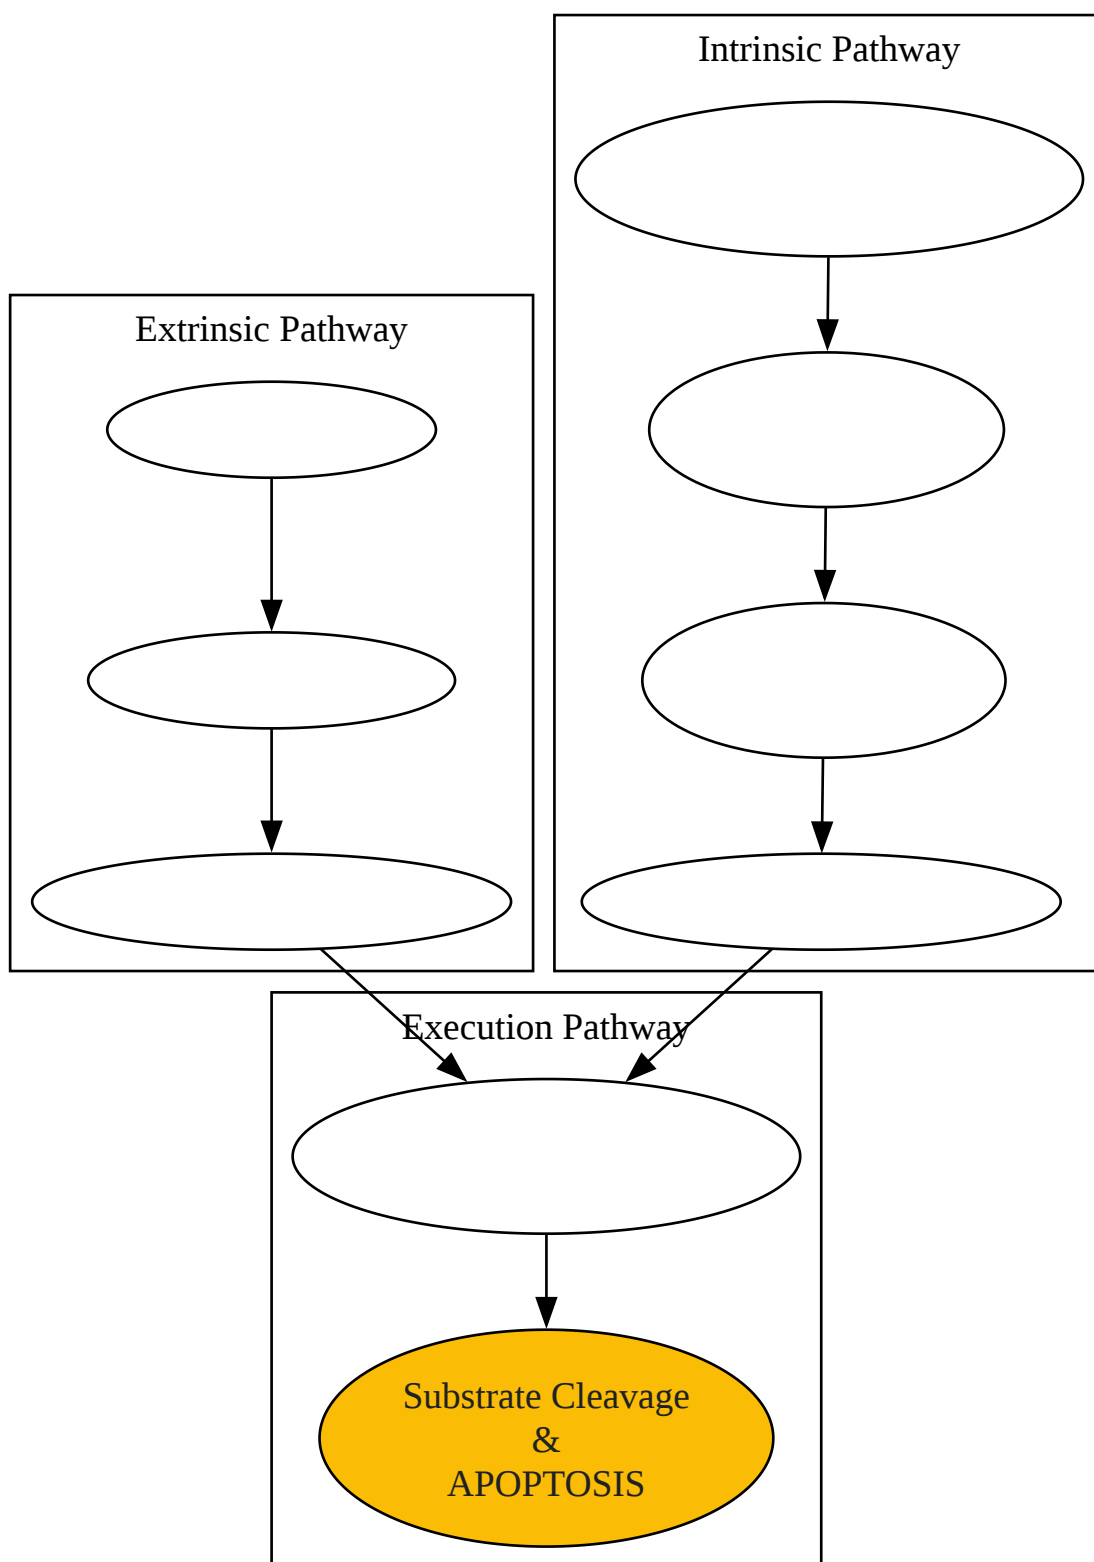 Intrinsic Pathway
Extrinsic Pathway
Execution Pathway
Substrate Cleavage
&
APOPTOSIS